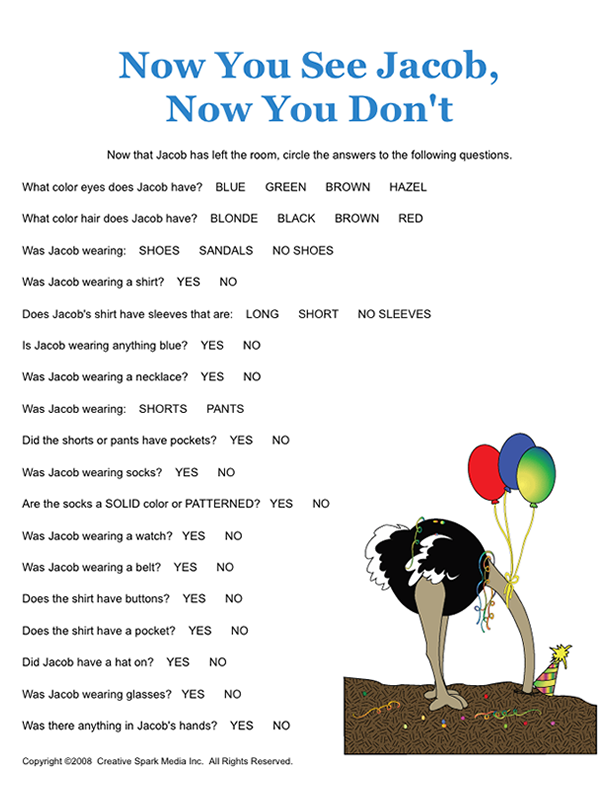 Now You See Jacob,
Now You Don't
Now that Jacob has left the room, circle the answers to the following questions.
What color eyes does Jacob have? BLUE GREEN BROWN HAZEL
What color hair does Jacob have? BLONDE BLACK BROWN RED
Was Jacob wearing: SHOES SANDALS NO SHOES
Was Jacob wearing a shirt? YES NO
Does Jacob's shirt have sleeves that are: LONG SHORT NO SLEEVES
Is Jacob wearing anything blue? YES NO
Was Jacob wearing a necklace? YES NO
Was Jacob wearing: SHORTS PANTS
Did the shorts or pants have pockets? YES NO
Was Jacob wearing socks? YES NO
Are the socks a SOLID color or PATTERNED? YES NO
Was Jacob wearing a watch? YES NO
Was Jacob wearing a belt? YES NO
Does the shirt have buttons? YES NO
Does the shirt have a pocket? YES NO
Did Jacob have a hat on? YES NO
Was Jacob wearing glasses? YES NO
Was there anything in Jacob's hands? YES NO
Copyright ©2008 Creative Spark Media Inc. All Rights Reserved.